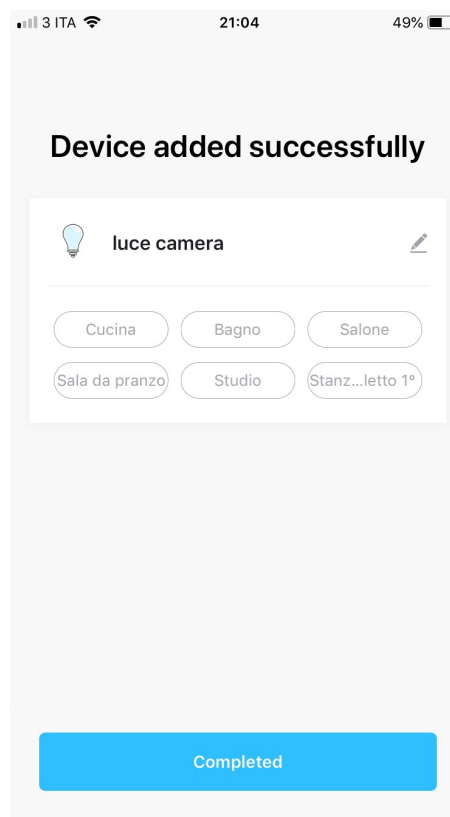 3 ITA 21:04 49%
Device added successfully
luce camera
Cucina Bagno Salone
Sala da pranzo Studio Stanz...letto 1°
Completed